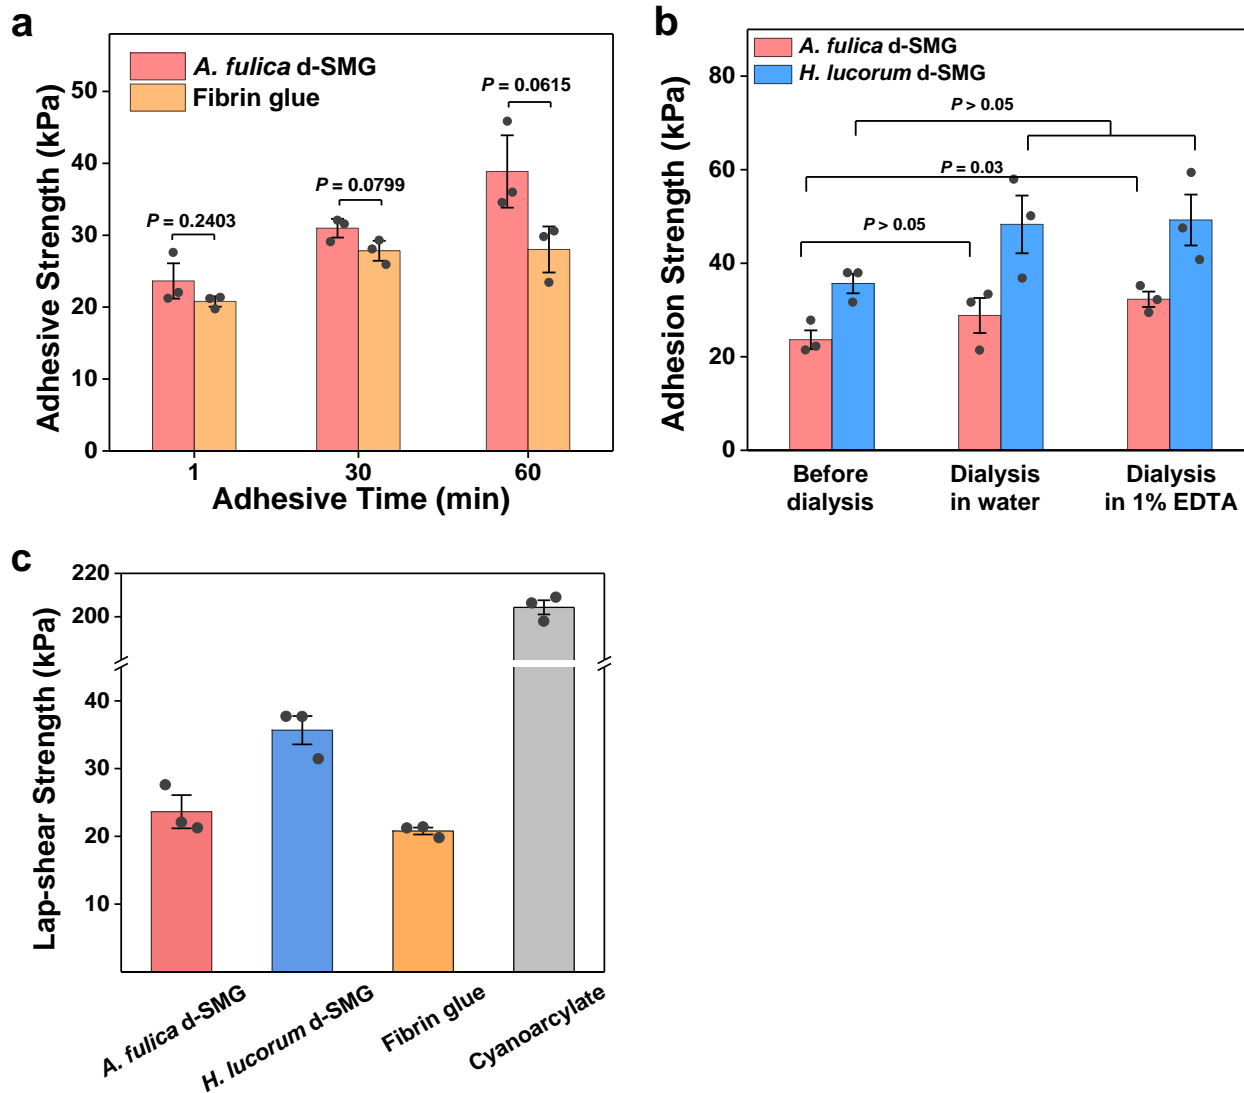 a
A. fulica d-SMG
Fibrin glue
P = 0.2403
P = 0.0799
P = 0.0615
Adhesive Strength (kPa)
50
40
30
20
10
0
1
30
60
Adhesive Time (min)
b
A. fulica d-SMG
H. lucorum d-SMG
P > 0.05
P = 0.03
P > 0.05
Adhesion Strength (kPa)
80
60
40
20
0
Before
dialysis
Dialysis
in water
Dialysis
in 1% EDTA
c
Lap-shear Strength (kPa)
220
200
40
30
20
10
A. fulica d-SMG
H. lucorum d-SMG
Fibrin glue
Cyanoarcylate